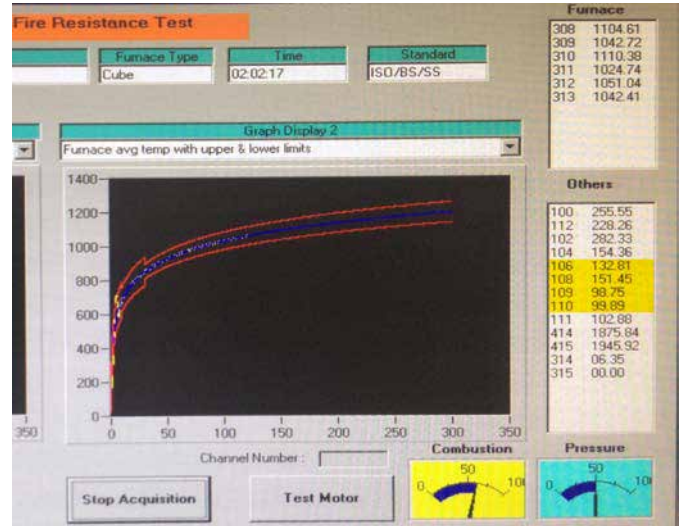 Fire Resistance Test
Furnace Type
Time
Standard
Cube
02:02:17
ISO/BS/SS
Graph Display 2
Furnace avg temp with upper & lower limits
1400
1200
1000
800
600
400
200
0
350
0
50
100
150
200
250
300
350
Channel Number :
Stop Acquisition
Test Motor
Furnace
308 1104.61
309 1042.72
310 1110.38
311 1024.74
312 1051.04
313 1042.41
Others
100 255.55
112 228.26
102 282.33
104 154.36
106 132.81
108 151.45
109 98.75
110 99.89
111 102.88
414 1875.84
415 1945.92
314 06.35
315 00.00
Combustion
0
50
10
Pressure
0
50
10